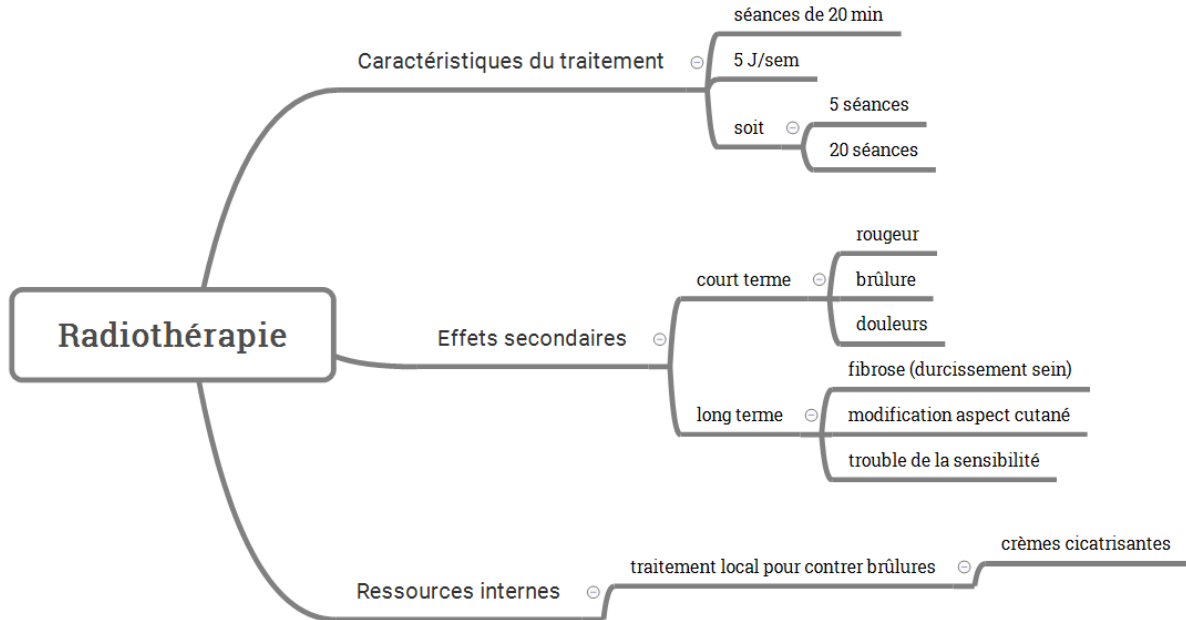 Radiothérapie
Caractéristiques du traitement
séances de 20 min
5 J/sem
soit
5 séances
20 séances
Effets secondaires
court terme
rougeur
brûlure
douleurs
long terme
fibrose (durcissement sein)
modification aspect cutané
trouble de la sensibilité
Ressources internes
traitement local pour contrer brûlures
crèmes cicatrisantes